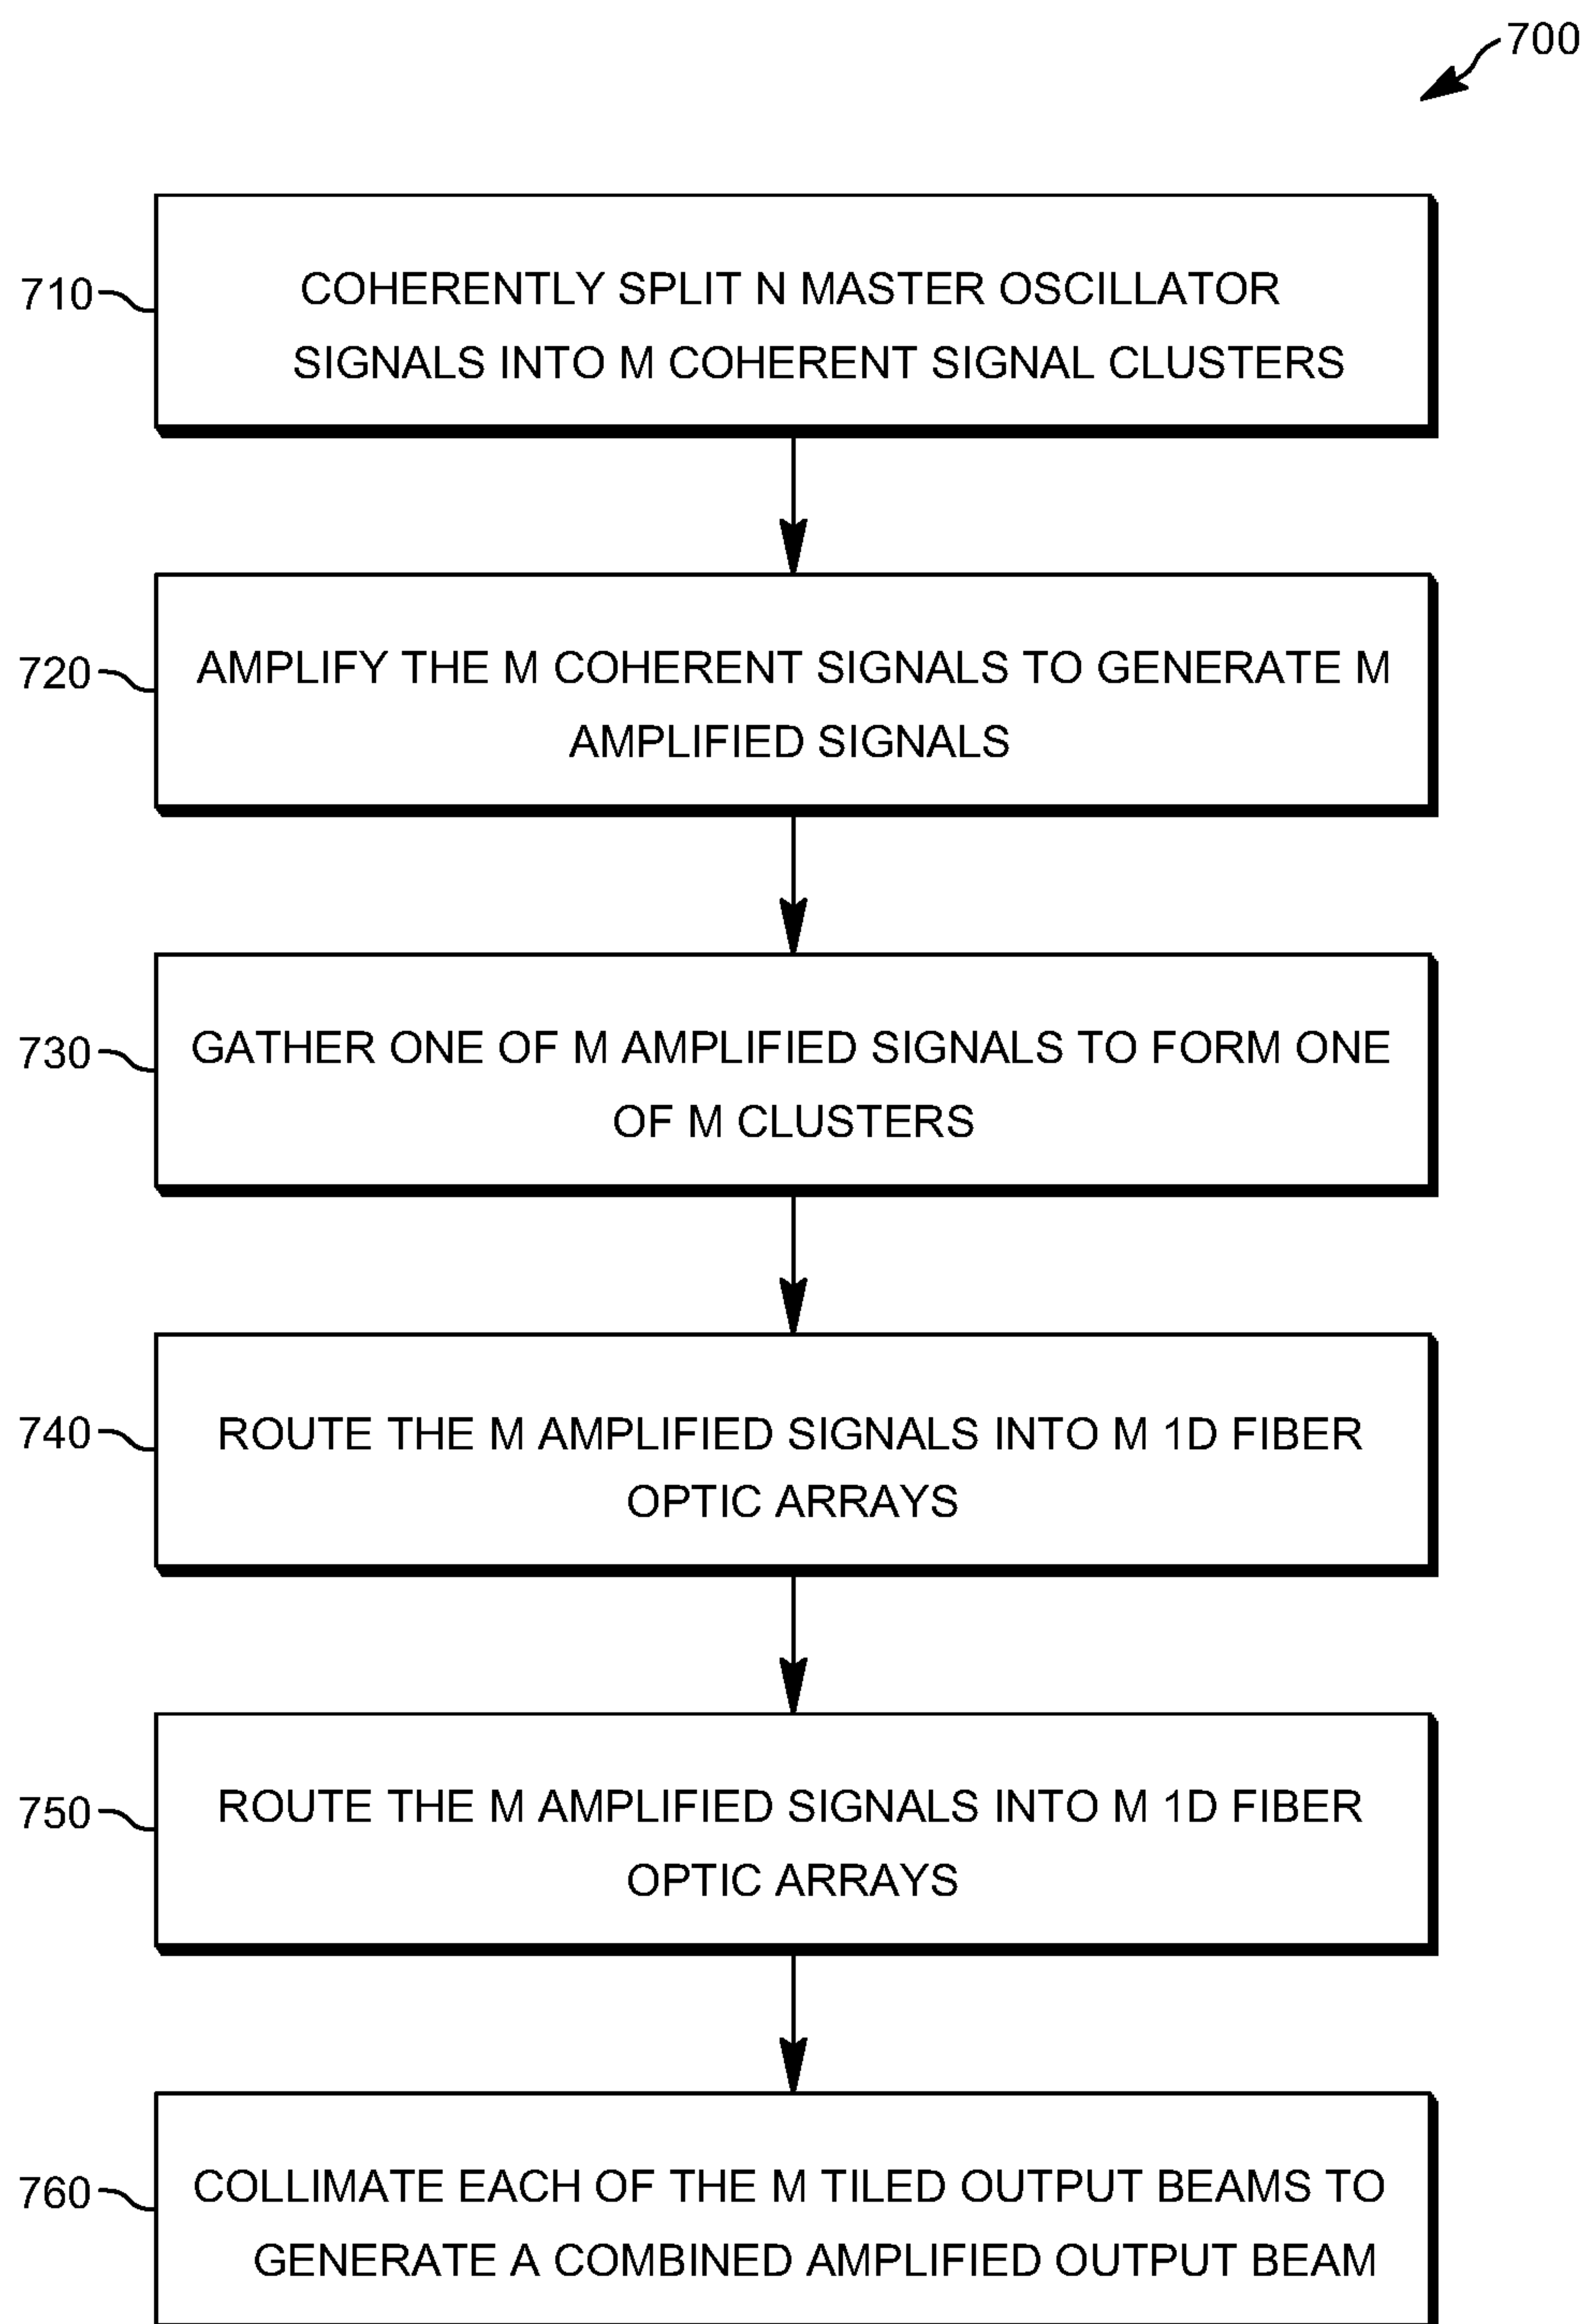 700
710
COHERENTLY SPLIT N MASTER OSCILLATOR
SIGNALS INTO M COHERENT SIGNAL CLUSTERS
720
AMPLIFY THE M COHERENT SIGNALS TO GENERATE M
AMPLIFIED SIGNALS
730
GATHER ONE OF M AMPLIFIED SIGNALS TO FORM ONE
OF M CLUSTERS
740
ROUTE THE M AMPLIFIED SIGNALS INTO M 1D FIBER
OPTIC ARRAYS
750
ROUTE THE M AMPLIFIED SIGNALS INTO M 1D FIBER
OPTIC ARRAYS
760
COLLIMATE EACH OF THE M TILED OUTPUT BEAMS TO
GENERATE A COMBINED AMPLIFIED OUTPUT BEAM